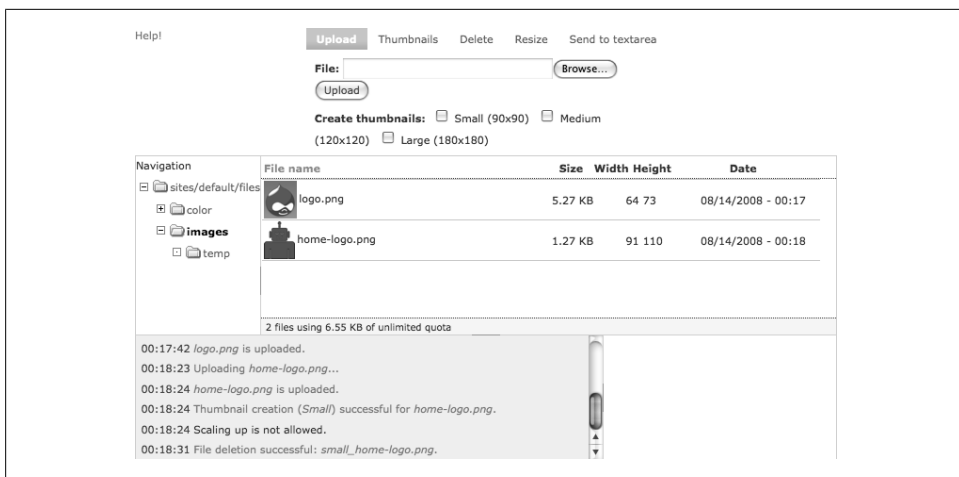 Help!
Upload Thumbnails Delete Resize Send to textarea
File: Browse...
Upload
Create thumbnails: Small (90x90) Medium
(120x120) Large (180x180)
Navigation
File name Size Width Height Date
sites/default/files
color
images
temp
logo.png 5.27 KB 64 73 08/14/2008 - 00:17
home-logo.png 1.27 KB 91 110 08/14/2008 - 00:18
2 files using 6.55 KB of unlimited quota
00:17:42 logo.png is uploaded.
00:18:23 Uploading home-logo.png...
00:18:24 home-logo.png is uploaded.
00:18:24 Thumbnail creation (Small) successful for home-logo.png.
00:18:24 Scaling up is not allowed.
00:18:31 File deletion successful: small_home-logo.png.